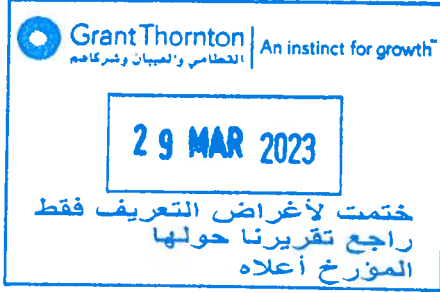 Grant Thornton | An instinct for growth™
القطامي والعيبان وشركاهم
29 MAR 2023
ختمت لأغراض التعريف فقط
راجع تقريرنا حولها
المؤرخ أعلاه